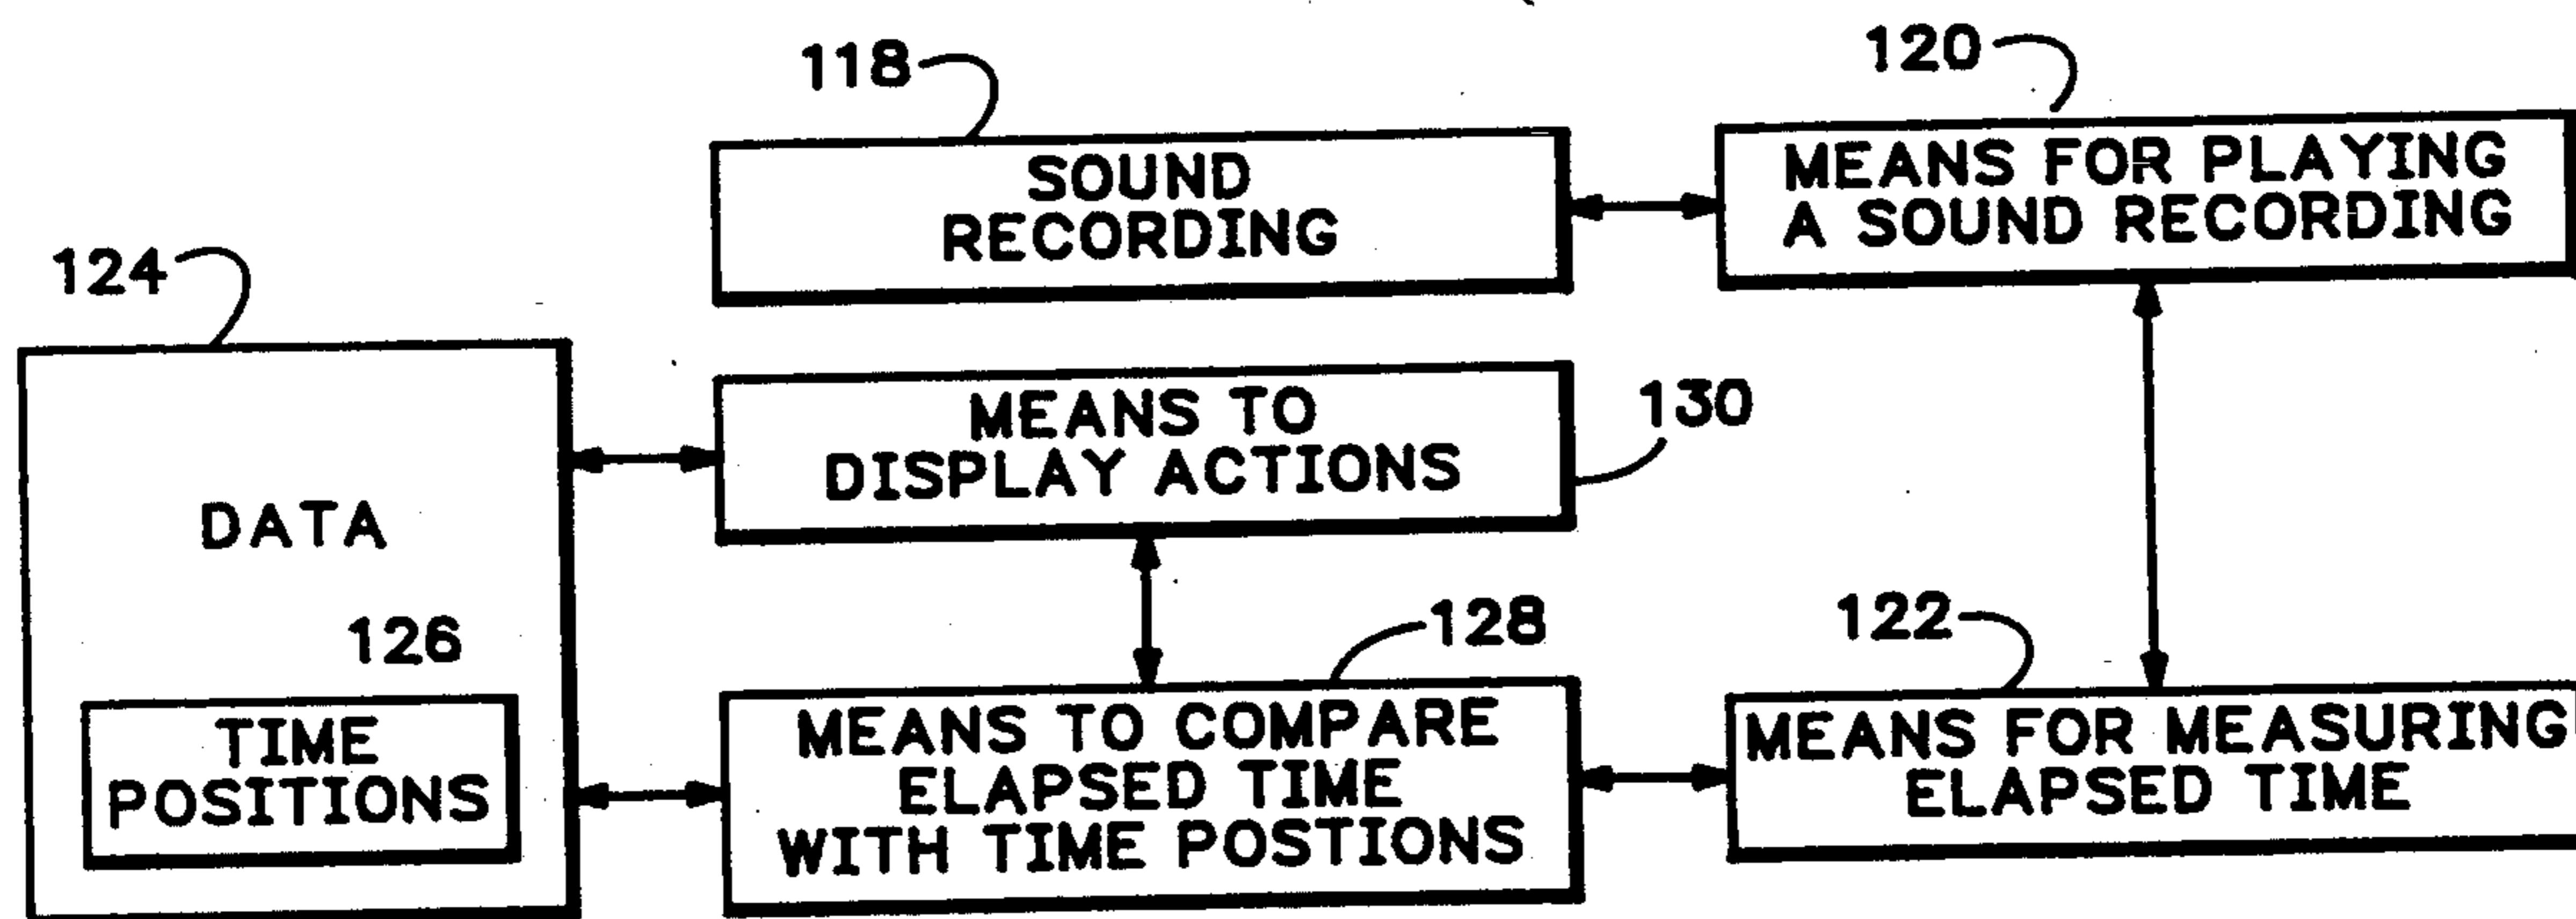 118
120
SOUND
RECORDING
MEANS FOR PLAYING
A SOUND RECORDING
124
MEANS TO
DISPLAY ACTIONS
130
DATA
126
TIME
POSITIONS
128
MEANS TO COMPARE
ELAPSED TIME
WITH TIME POSTIONS
122
MEANS FOR MEASURING
ELAPSED TIME